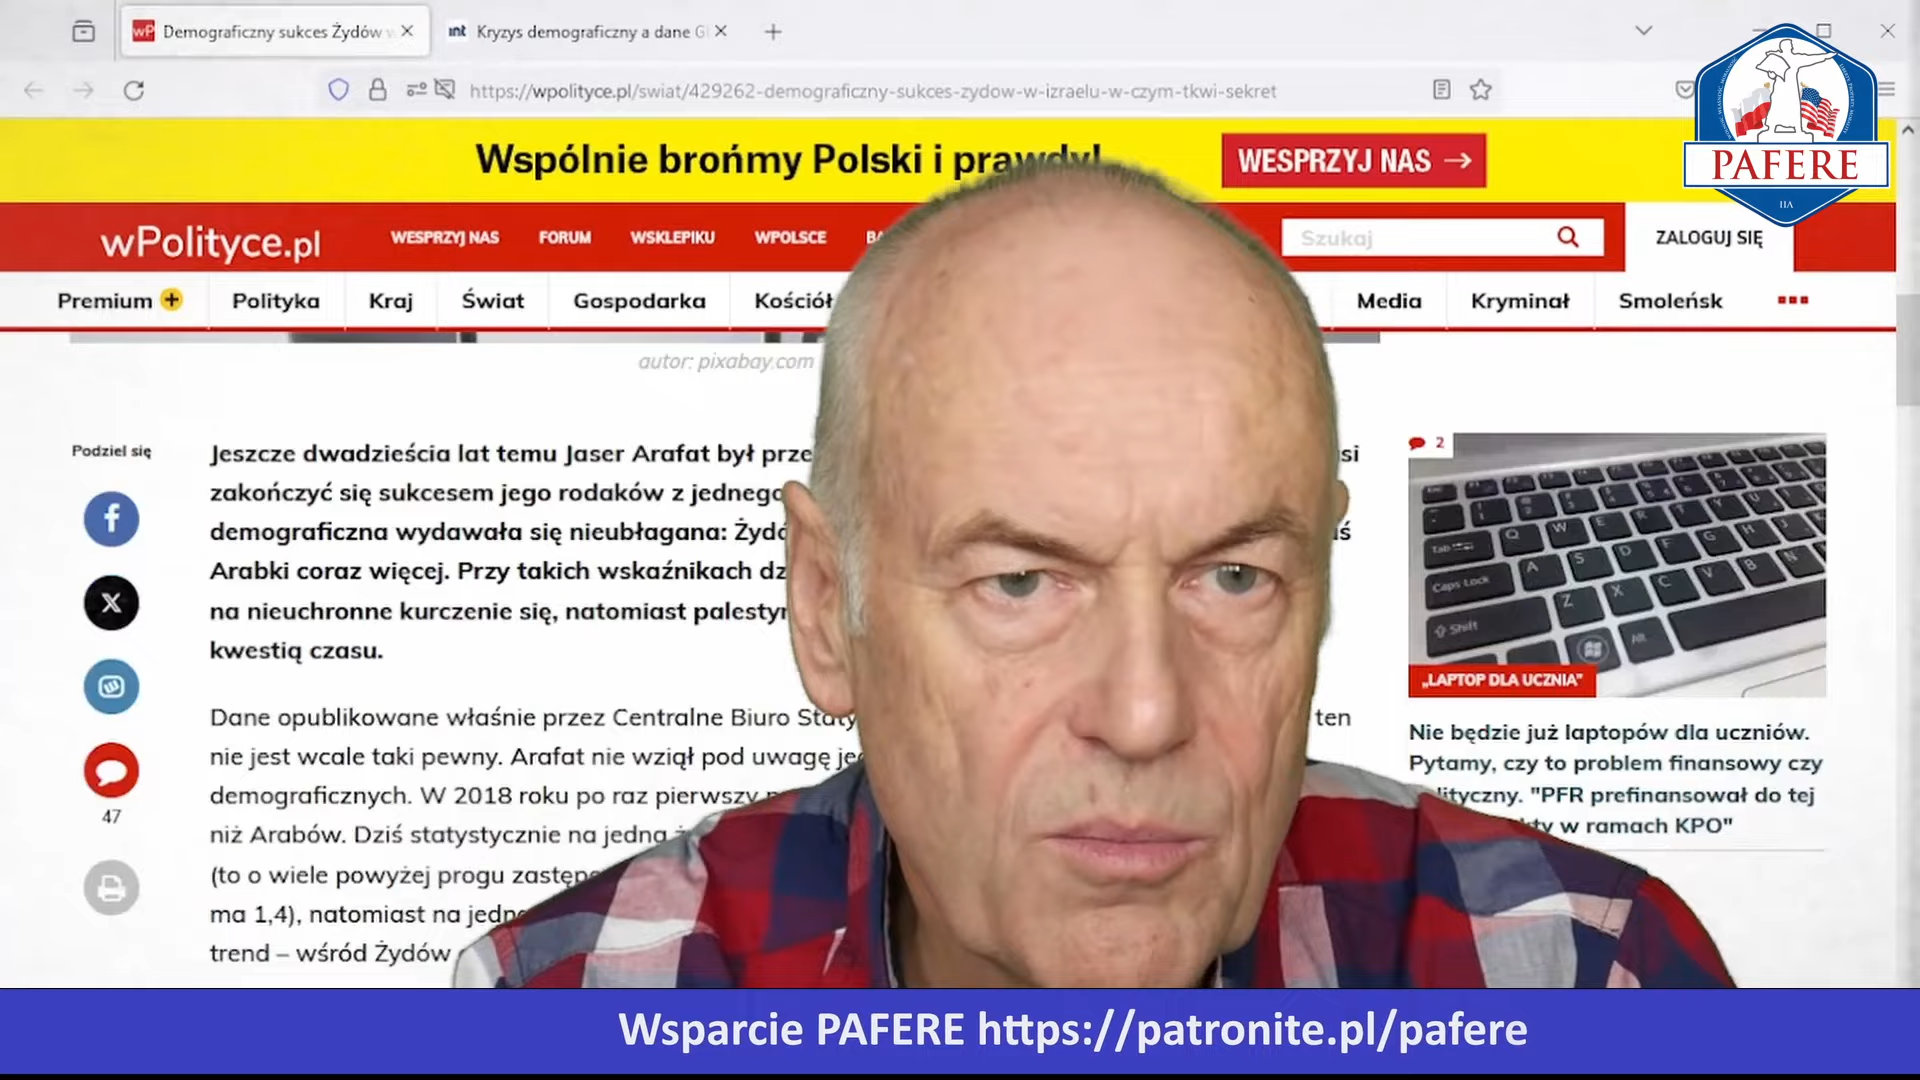 Demograficzny sukces Żydów w
Kryzys demograficzny a dane G
https://wpolityce.pl/swiat/429262-demograficzny-sukces-zydow-w-izraelu-w-czym-tkwi-sekret
Wspólnie brońmy Polski i prawdy!
WESPRZYJ NAS →
PAFERE
wPolityce.pl
WESPRZYJ NAS
FORUM
WSKLEPIKU
WPOLSCE
Szukaj
ZALOGUJ SIĘ
Premium
Polityka
Kraj
Świat
Gospodarka
Kościół
Media
Kryminał
Smoleńsk
autor: pixabay.com
Podziel się
47
Jeszcze dwadzieścia lat temu Jaser Arafat był prze si
zakończyć się sukcesem jego rodaków z jednego
demograficzna wydawała się nieubłagana: Żydó ś
Arabki coraz więcej. Przy takich wskaźnikach dz
na nieuchronne kurczenie się, natomiast palestyń
kwestią czasu.
Dane opublikowane właśnie przez Centralne Biuro Staty ten
nie jest wcale taki pewny. Arafat nie wziął pod uwagę je
demograficznych. W 2018 roku po raz pierwszy
niż Arabów. Dziś statystycznie na jedną
(to o wiele powyżej progu zastępo
ma 1,4), natomiast na jedn
trend – wśród Żydów
2
„LAPTOP DLA UCZNIA”
Nie będzie już laptopów dla uczniów.
Pytamy, czy to problem finansowy czy
lityczny. "PFR prefinansował do tej
kty w ramach KPO"
Wsparcie PAFERE https://patronite.pl/pafere